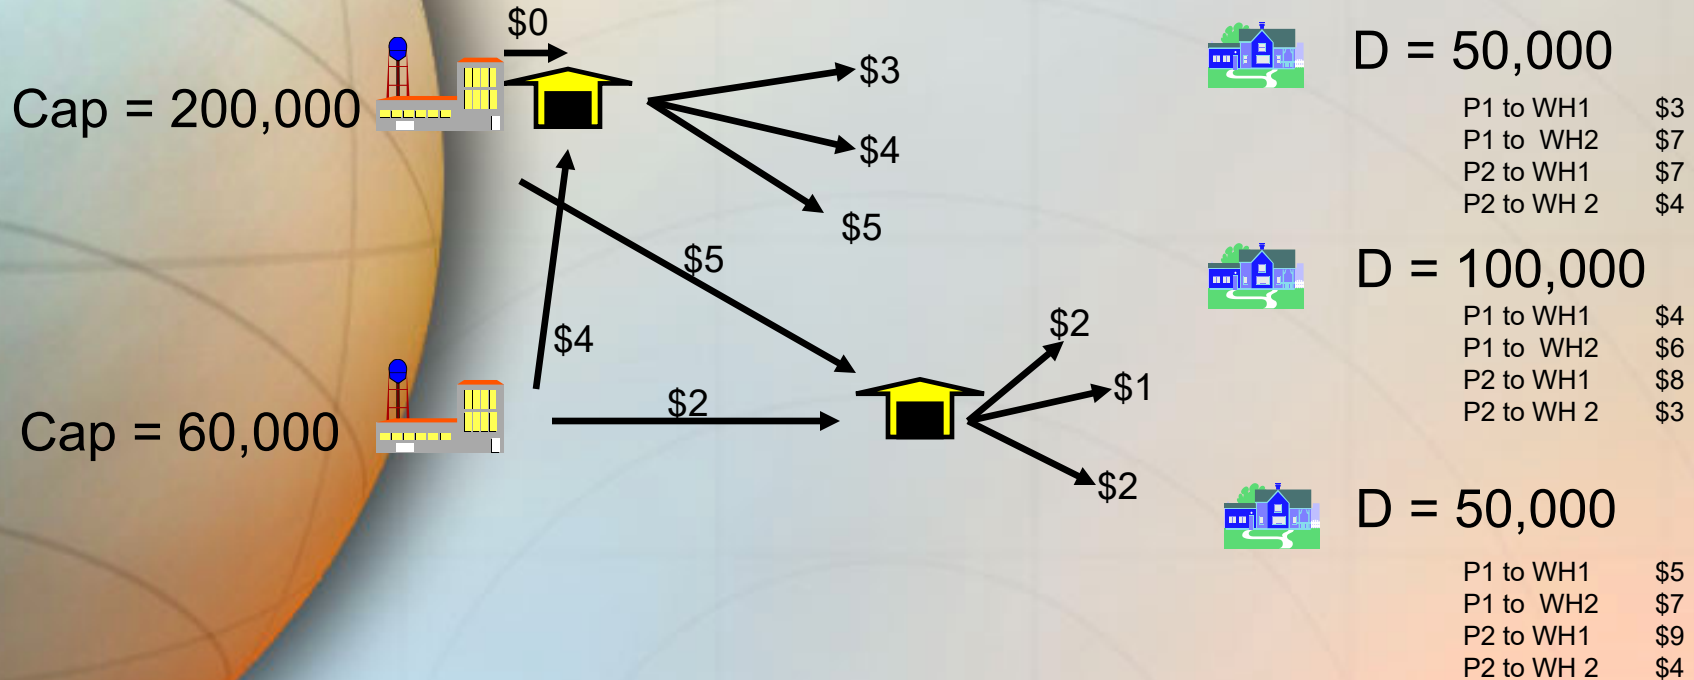 $0
Cap = 200,000
$3
$4
$5
$5
$4
Cap = 60,000
$2
$2
$1
$2
D = 50,000
P1 to WH1 $3
P1 to WH2 $7
P2 to WH1 $7
P2 to WH 2 $4
D = 100,000
P1 to WH1 $4
P1 to WH2 $6
P2 to WH1 $8
P2 to WH 2 $3
D = 50,000
P1 to WH1 $5
P1 to WH2 $7
P2 to WH1 $9
P2 to WH 2 $4